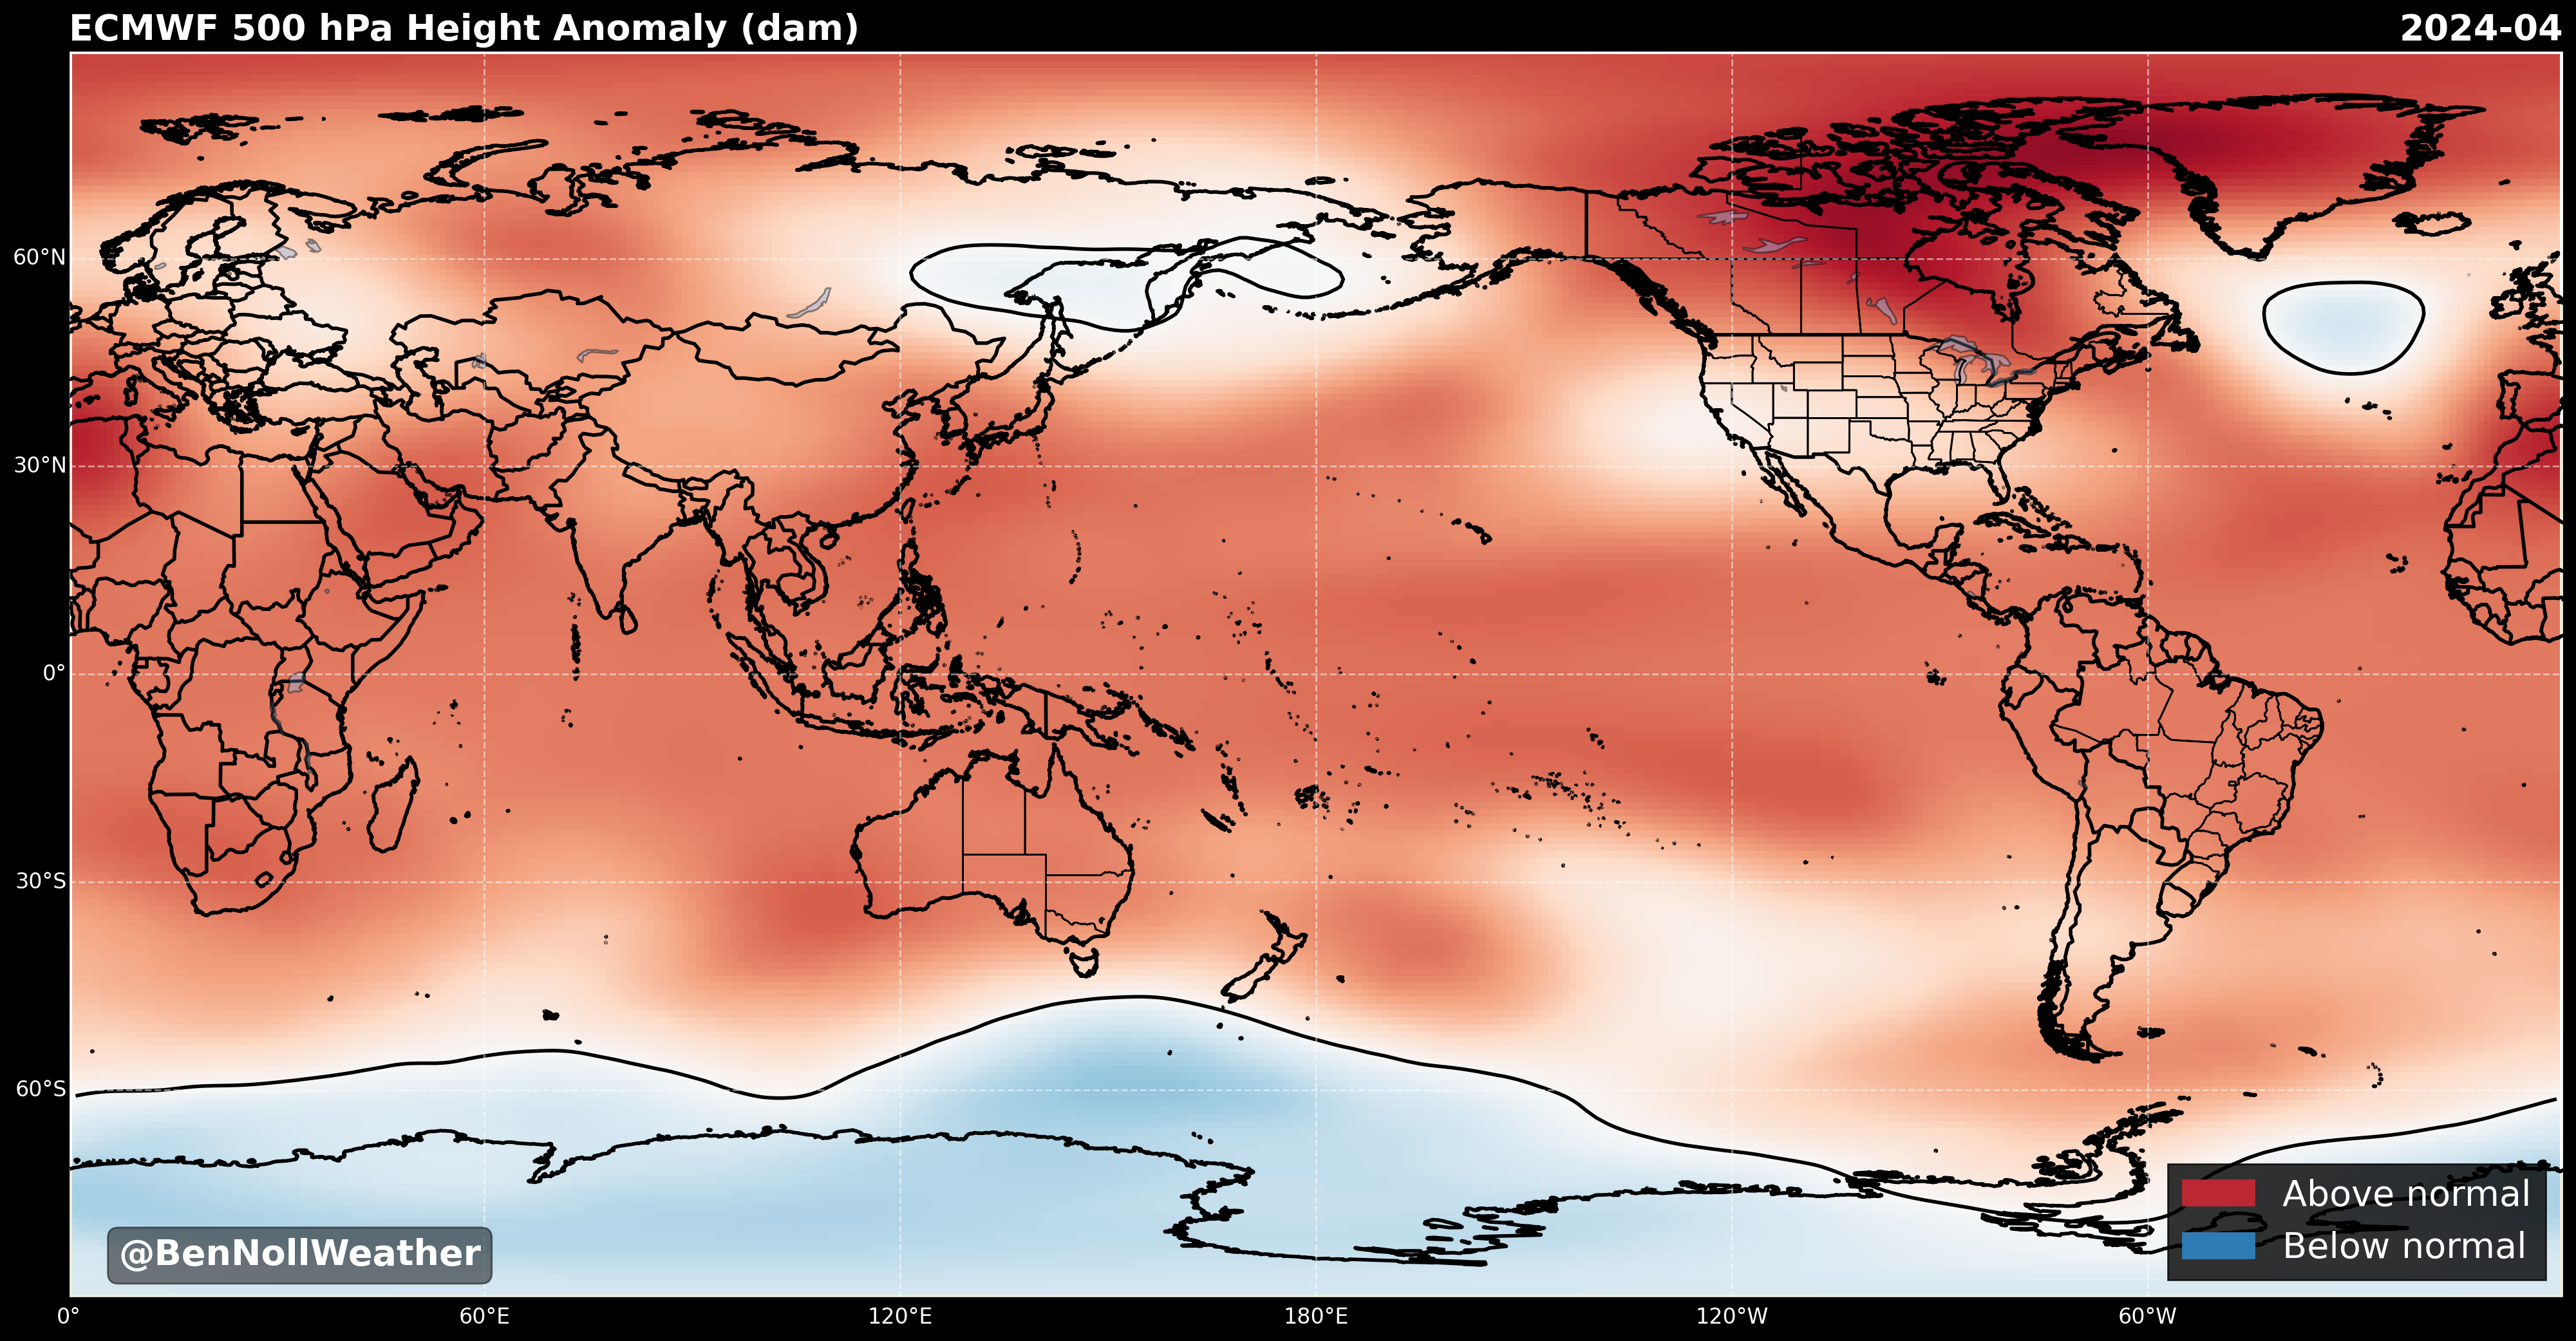 ECMWF 500 hPa Height Anomaly (dam)
2024-04
60°N
30°N
0°
30°S
60°S
Above normal
Below normal
@BenNollWeather
0°
60°E
120°E
180°E
120°W
60°W